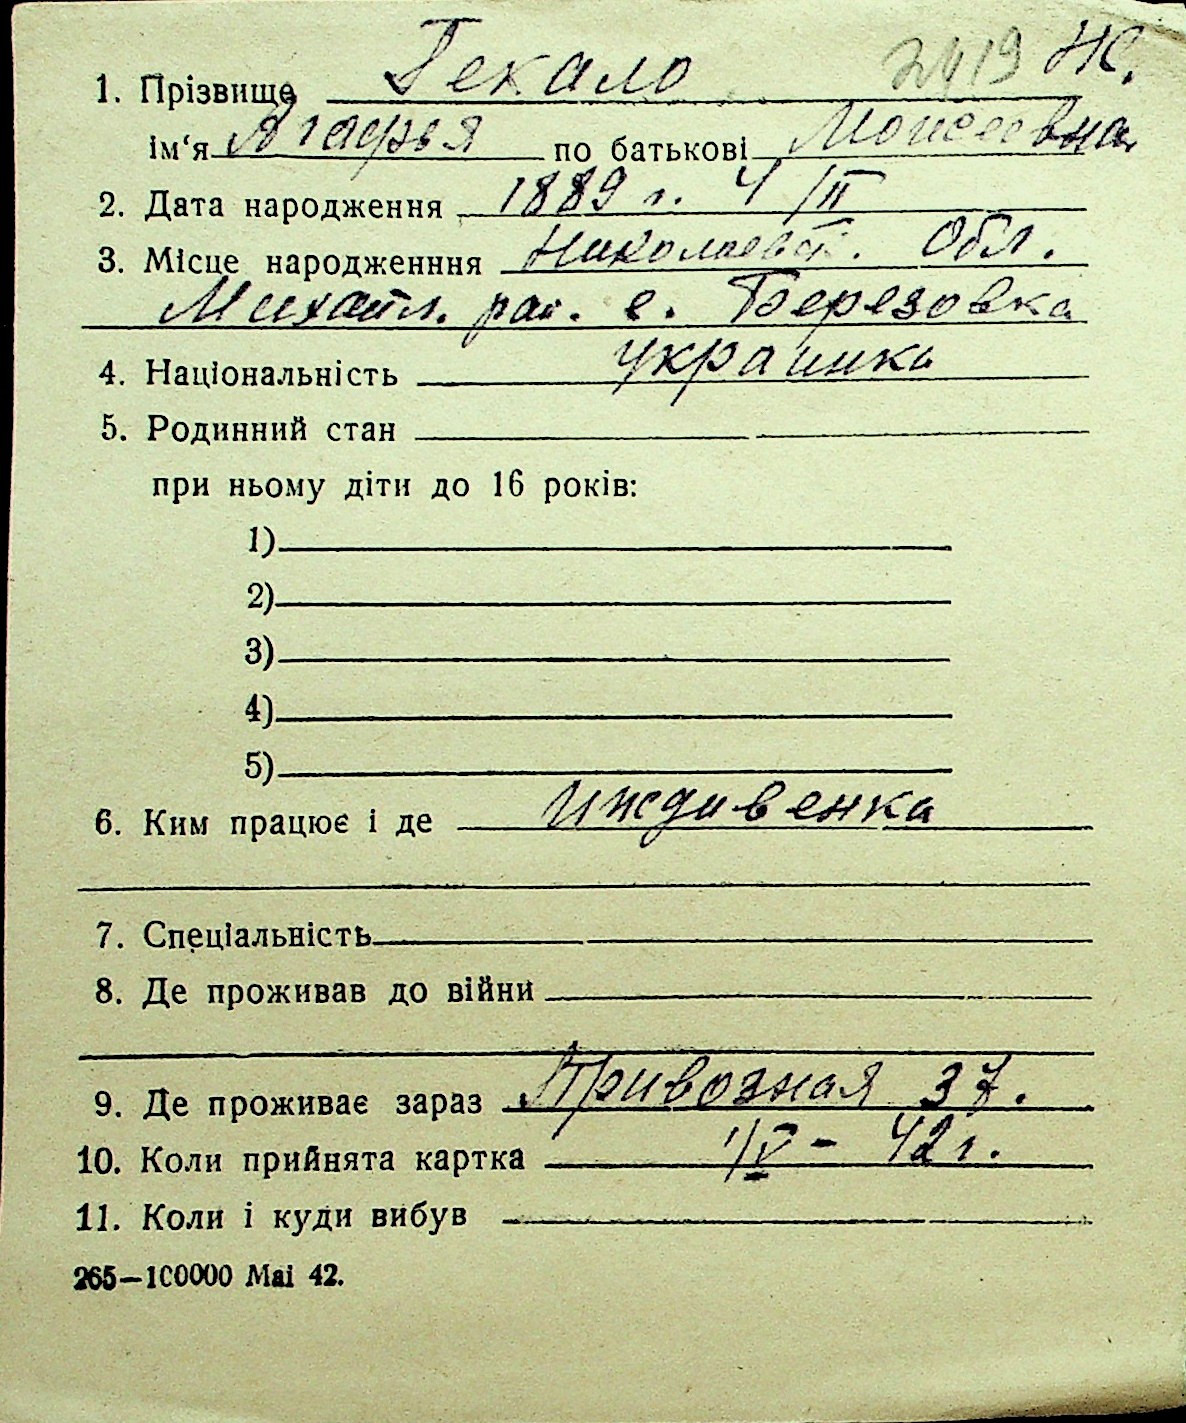 1. Прізвище Гекало 2419 Ж.
ім‘я Агафья по батькові Моисеевна
2. Дата народження 1889 г. 4/II
3. Місце народженння Николаевск. Обл.
Михайл. рай. с. Березовка
4. Національність украинка
5. Родинний стан
при ньому діти до 16 років:
1)
2)
3)
4)
5)
6. Ким працює і де Иждивенка
7. Спеціальність
8. Де проживав до війни
9. Де проживає зараз Привозная 37.
10. Коли прийнята картка 1/V – 42 г.
11. Коли і куди вибув
265—100000 Mai 42.